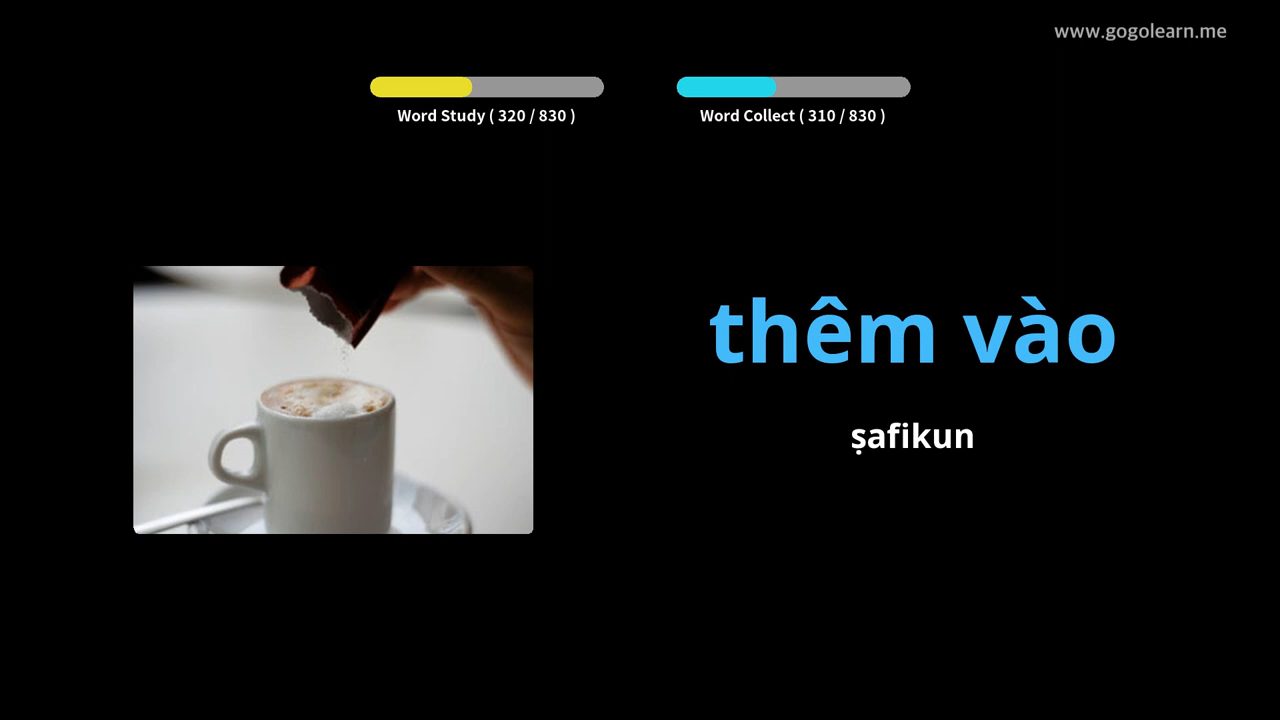 www.gogolearn.me
Word Study ( 320 / 830 )
Word Collect ( 310 / 830 )
thêm vào
ṣafikun